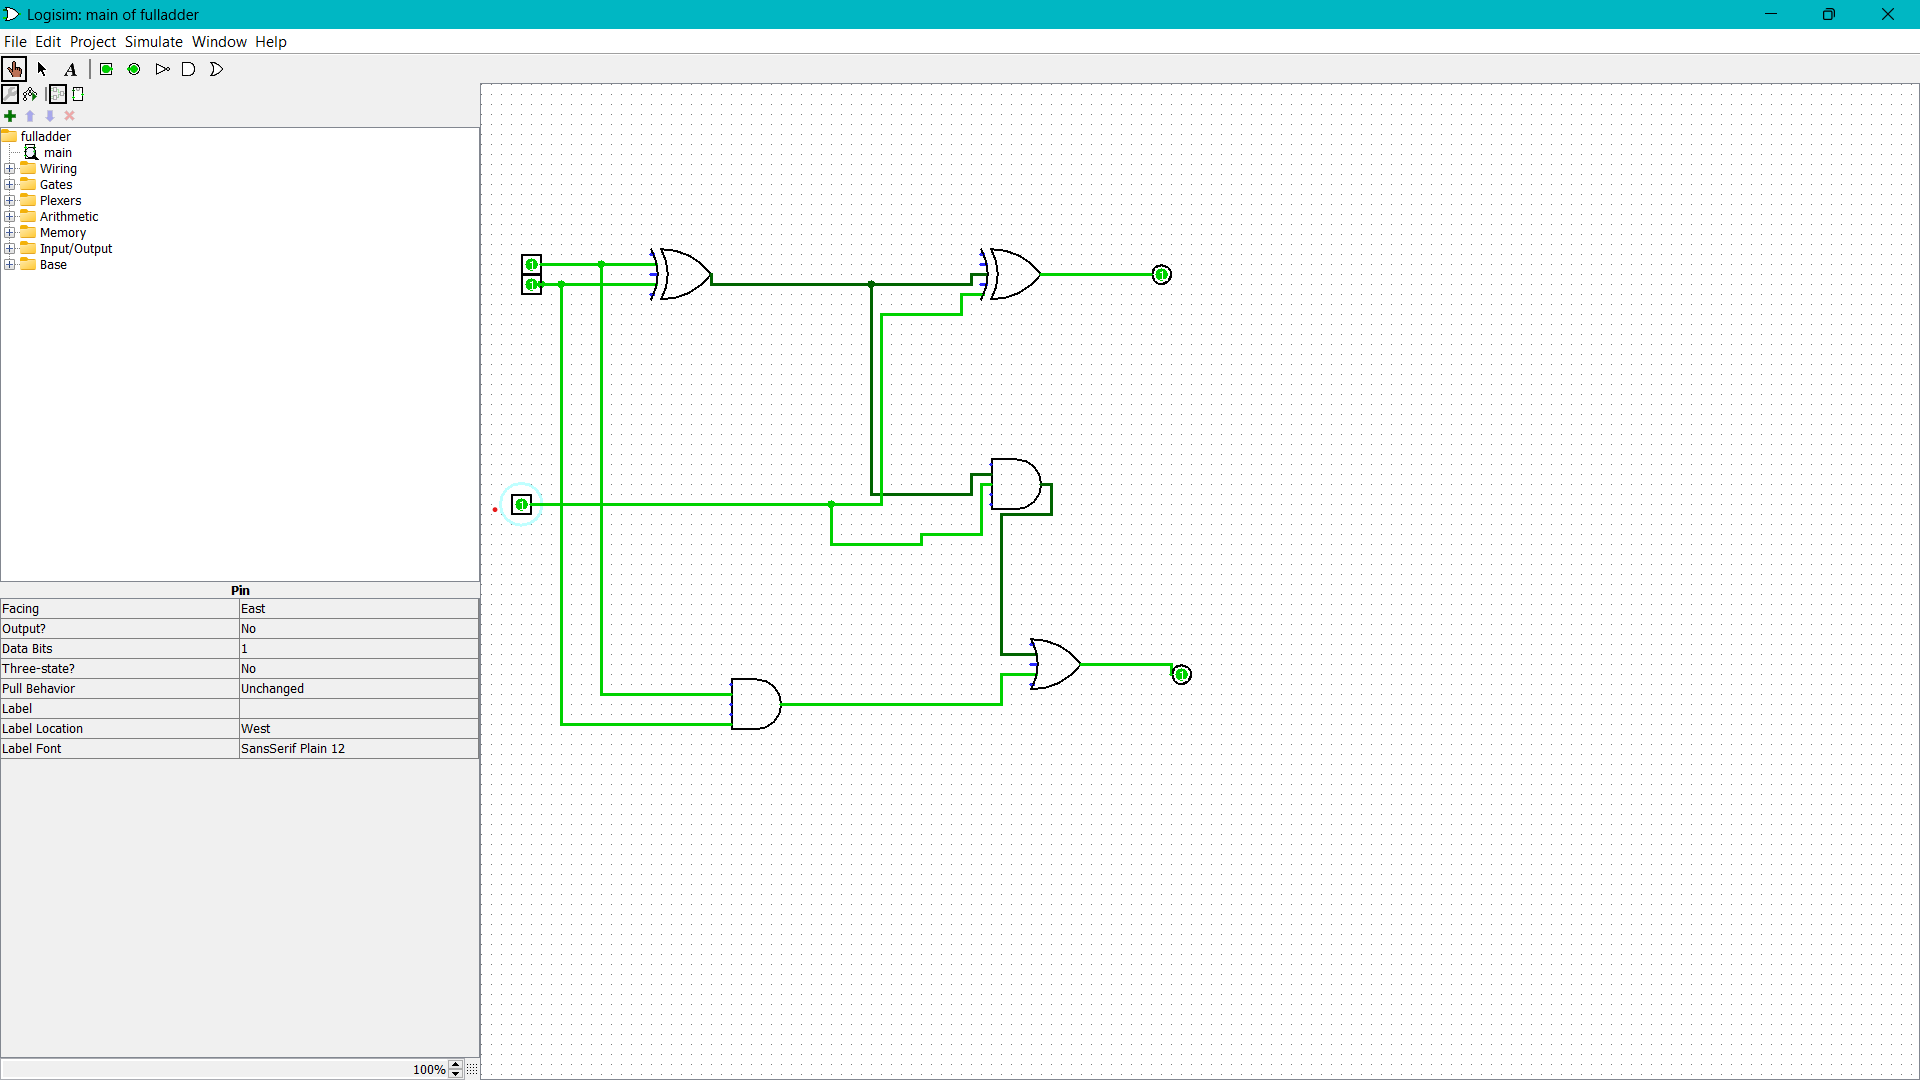 Logisim: main of fulladder
File Edit Project Simulate Window Help
A
fulladder
main
Wiring
Gates
Plexers
Arithmetic
Memory
Input/Output
Base
1
1
1
1
1
Pin
Facing East
Output? No
Data Bits 1
Three-state? No
Pull Behavior Unchanged
Label
Label Location West
Label Font SansSerif Plain 12
100%